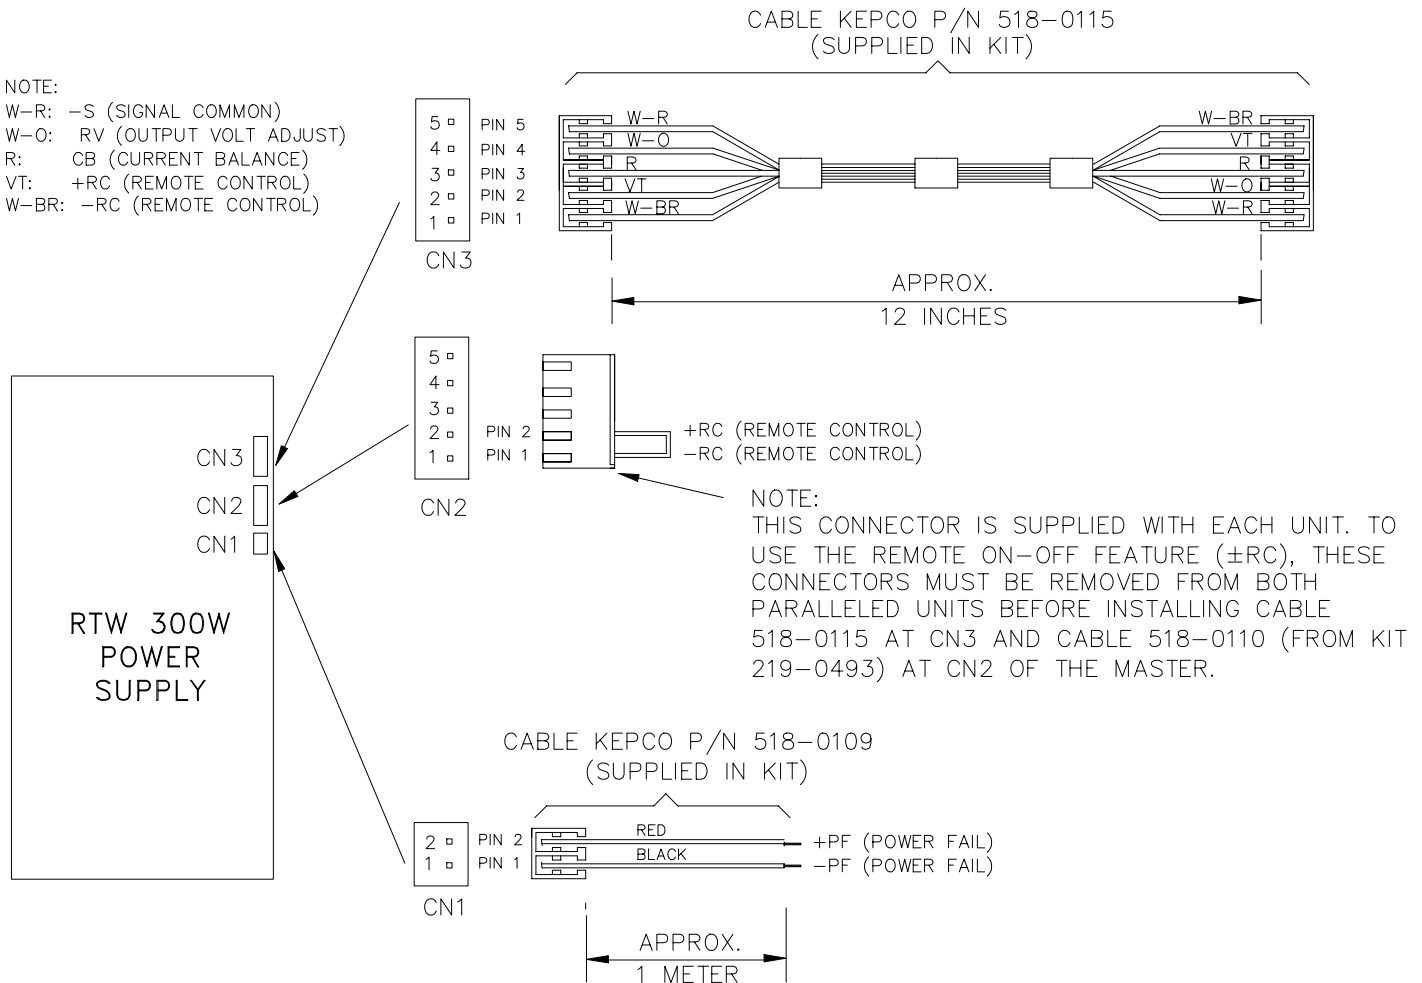 CABLE KEPCO P/N 518-0115
(SUPPLIED IN KIT)
NOTE:
W-R: -S (SIGNAL COMMON)
W-O: RV (OUTPUT VOLT ADJUST)
R: CB (CURRENT BALANCE)
VT: +RC (REMOTE CONTROL)
W-BR: -RC (REMOTE CONTROL)
5 PIN 5
4 PIN 4
3 PIN 3
2 PIN 2
1 PIN 1
CN3
W-R
W-O
R
VT
W-BR
W-BR
VT
R
W-O
W-R
APPROX.
12 INCHES
5
4
3
2 PIN 2
1 PIN 1
CN2
+RC (REMOTE CONTROL)
-RC (REMOTE CONTROL)
NOTE:
THIS CONNECTOR IS SUPPLIED WITH EACH UNIT. TO
USE THE REMOTE ON-OFF FEATURE (±RC), THESE
CONNECTORS MUST BE REMOVED FROM BOTH
PARALLELED UNITS BEFORE INSTALLING CABLE
518-0115 AT CN3 AND CABLE 518-0110 (FROM KIT
219-0493) AT CN2 OF THE MASTER.
CN3
CN2
CN1
RTW 300W
POWER
SUPPLY
CABLE KEPCO P/N 518-0109
(SUPPLIED IN KIT)
2 PIN 2
1 PIN 1
CN1
RED
BLACK
+PF (POWER FAIL)
-PF (POWER FAIL)
APPROX.
1 METER